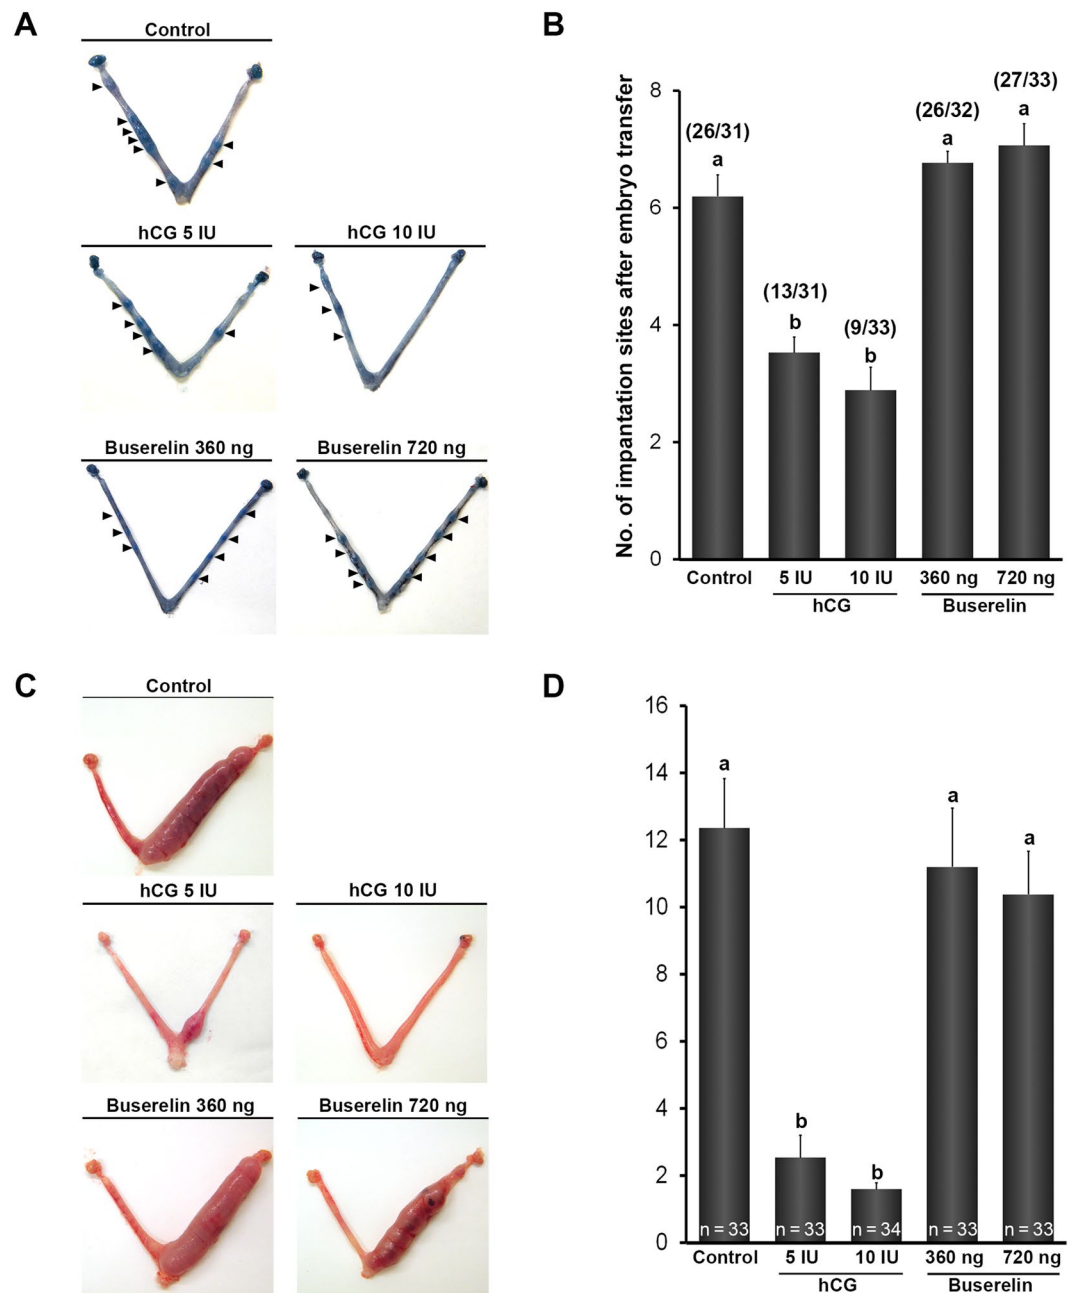 A
Control
hCG 5 IU
hCG 10 IU
Buserelin 360 ng
Buserelin 720 ng
B
No. of impantation sites after embryo transfer
8
6
4
2
0
(26/31)
a
(13/31)
b
(9/33)
b
(26/32)
a
(27/33)
a
Control
5 IU
10 IU
360 ng
720 ng
hCG
Buserelin
C
Control
hCG 5 IU
hCG 10 IU
Buserelin 360 ng
Buserelin 720 ng
D
16
14
12
10
8
6
4
2
0
a
b
b
a
a
n = 33
n = 33
n = 34
n = 33
n = 33
Control
5 IU
10 IU
360 ng
720 ng
hCG
Buserelin